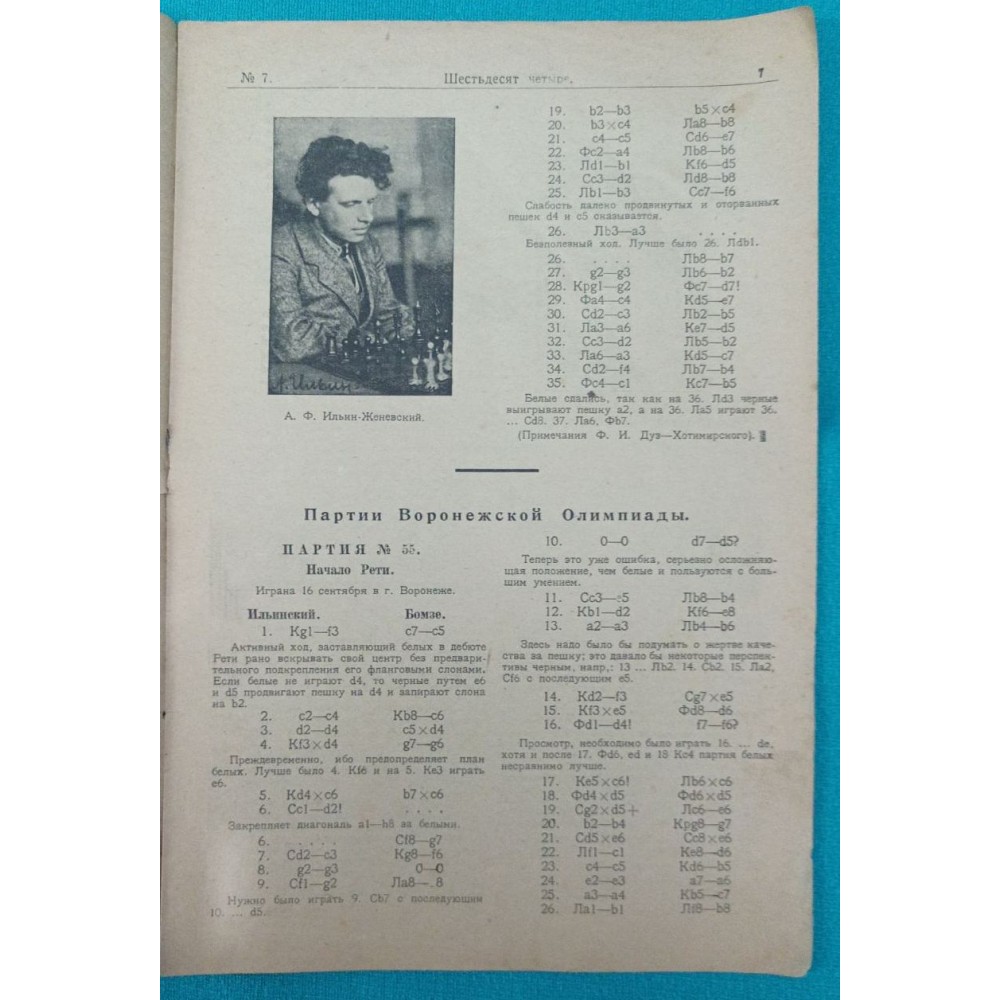 № 7.
Шестьдесят четыре.
7
А. Ильин
А. Ф. Ильин-Женевский.
19. b2—b3 b5×c4
20. b3×c4 Ла8—b8
21. c4—c5 Cd6—e7
22. Фc2—a4 Лb8—b6
23. Лd1—b1 Kf6—d5
24. Cc3—d2 Лd8—b8
25. Лb1—b3 Cc7—f6
Слабость далеко продвинутых и оторванных
пешек d4 и c5 сказывается.
26. Лb3—a3 . . . .
Безполезный ход. Лучше было 26. Лdb1.
26. . . . . Лb8—b7
27. g2—g3 Лb6—b2
28. Kpg1—g2 Фc7—d7!
29. Фa4—c4 Kd5—e7
30. Cd2—c3 Лb2—b5
31. Ла3—a6 Ke7—d5
32. Cc3—d2 Лb5—b2
33. Ла6—a3 Kd5—c7
34. Cd2—f4 Лb7—b4
35. Фc4—c1 Kc7—b5
Белые сдались, так как на 36. Лd3 черные
выигрывают пешку a2, а на 36. Ла5 играют 36.
... Cd8. 37. Ла6, Фb7.
(Примечания Ф. И. Дуз—Хотимирского).
Партии Воронежской Олимпиады.
ПАРТИЯ № 55.
Начало Рети.
Играна 16 сентября в г. Воронеже.
Ильинский. Бомзе.
1. Kg1—f3 c7—c5
Активный ход, заставляющий белых в дебюте
Рети рано вскрывать свой центр без предвари-
тельного подкрепления его фланговыми слонами.
Если белые не играют d4, то черные путем e6
и d5 продвигают пешку на d4 и запирают слона
на b2.
2. c2—c4 Kb8—c6
3. d2—d4 c5×d4
4. Kf3×d4 g7—g6
Преждевременно, ибо предопределяет план
белых. Лучше было 4. Kf6 и на 5. Ke3 играть
e6.
5. Kd4×c6 b7×c6
6. Cc1—d2! . . . .
Закрепляет диагональ a1—h8 за белыми.
6. . . . . . Cf8—g7
7. Cd2—c3 Kg8—f6
8. g2—g3 0—0
9. Cf1—g2 Ла8— 8
Нужно было играть 9. Cb7 с последующим
10. ... d5.
10. 0—0 d7—d5?
Теперь это уже ошибка, серьезно осложняю-
щая положение, чем белые и пользуются с боль-
шим умением.
11. Cc3— 5 Лb8—b4
12. Kb1—d2 Kf6—e8
13. a2—a3 Лb4—b6
Здесь надо было бы подумать о жертве качес-
тва за пешку; это давало бы некоторые перспек-
тивы черным, напр,: 13 ... Лb2. 14. Cb2. 15. Ла2,
Cf6 с последующим e5.
14. Kd2—f3 Cg7×e5
15. Kf3×e5 Фd8—d6
16. Фd1—d4! f7—f6?
Просмотр, необходимо было играть 16. ... de,
хотя и после 17. Фd6, ed и 18 Kc4 партия белых
несравнимо лучше.
17. Ke5×c6! Лb6×c6
18. Фd4×d5 Фd6×d5
19. Cg2×d5+ Лc6—e6
20. b2—b4 Kpg8—g7
21. Cd5×e6 Cc8×e6
22. Лf1—c1 Ke8—d6
23. c4—c5 Kd6—b5
24. e2—e3 a7—a6
25. a3—a4 Kb5—c7
26. Ла1—b1 Лf8—b8